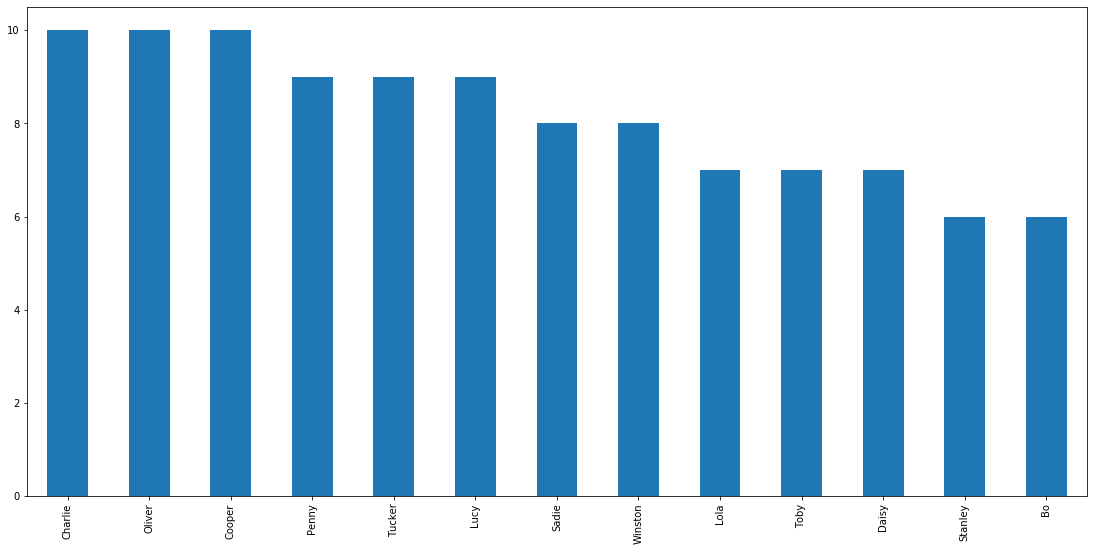 10
8
6
4
2
0
Charlie
Oliver
Cooper
Penny
Tucker
Lucy
Sadie
Winston
Lola
Toby
Daisy
Stanley
Bo